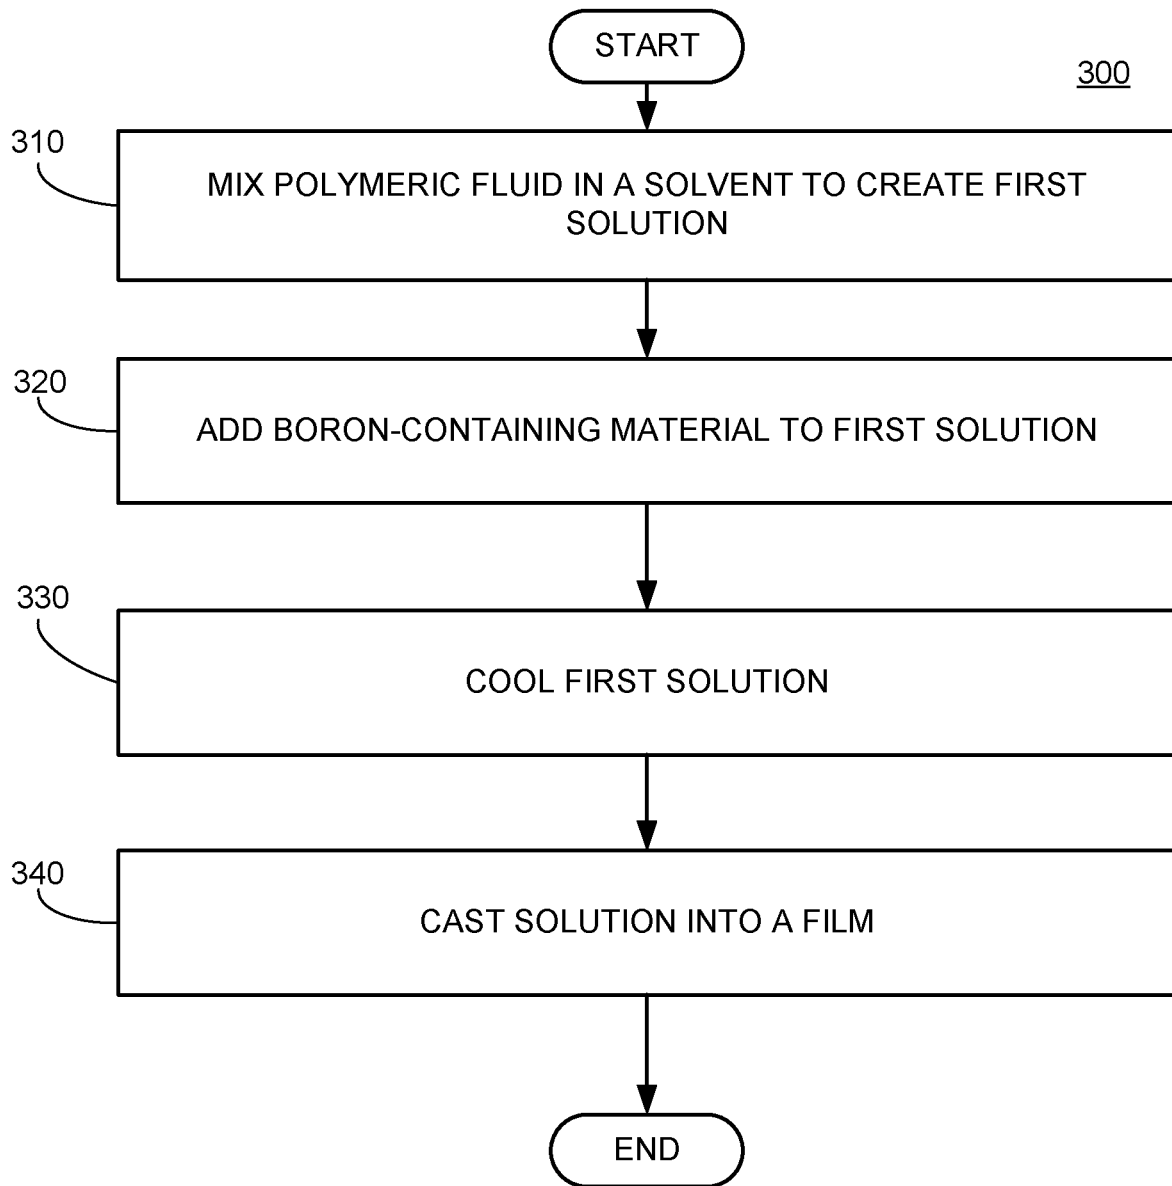 START
300
310
MIX POLYMERIC FLUID IN A SOLVENT TO CREATE FIRST
SOLUTION
320
ADD BORON-CONTAINING MATERIAL TO FIRST SOLUTION
330
COOL FIRST SOLUTION
340
CAST SOLUTION INTO A FILM
END